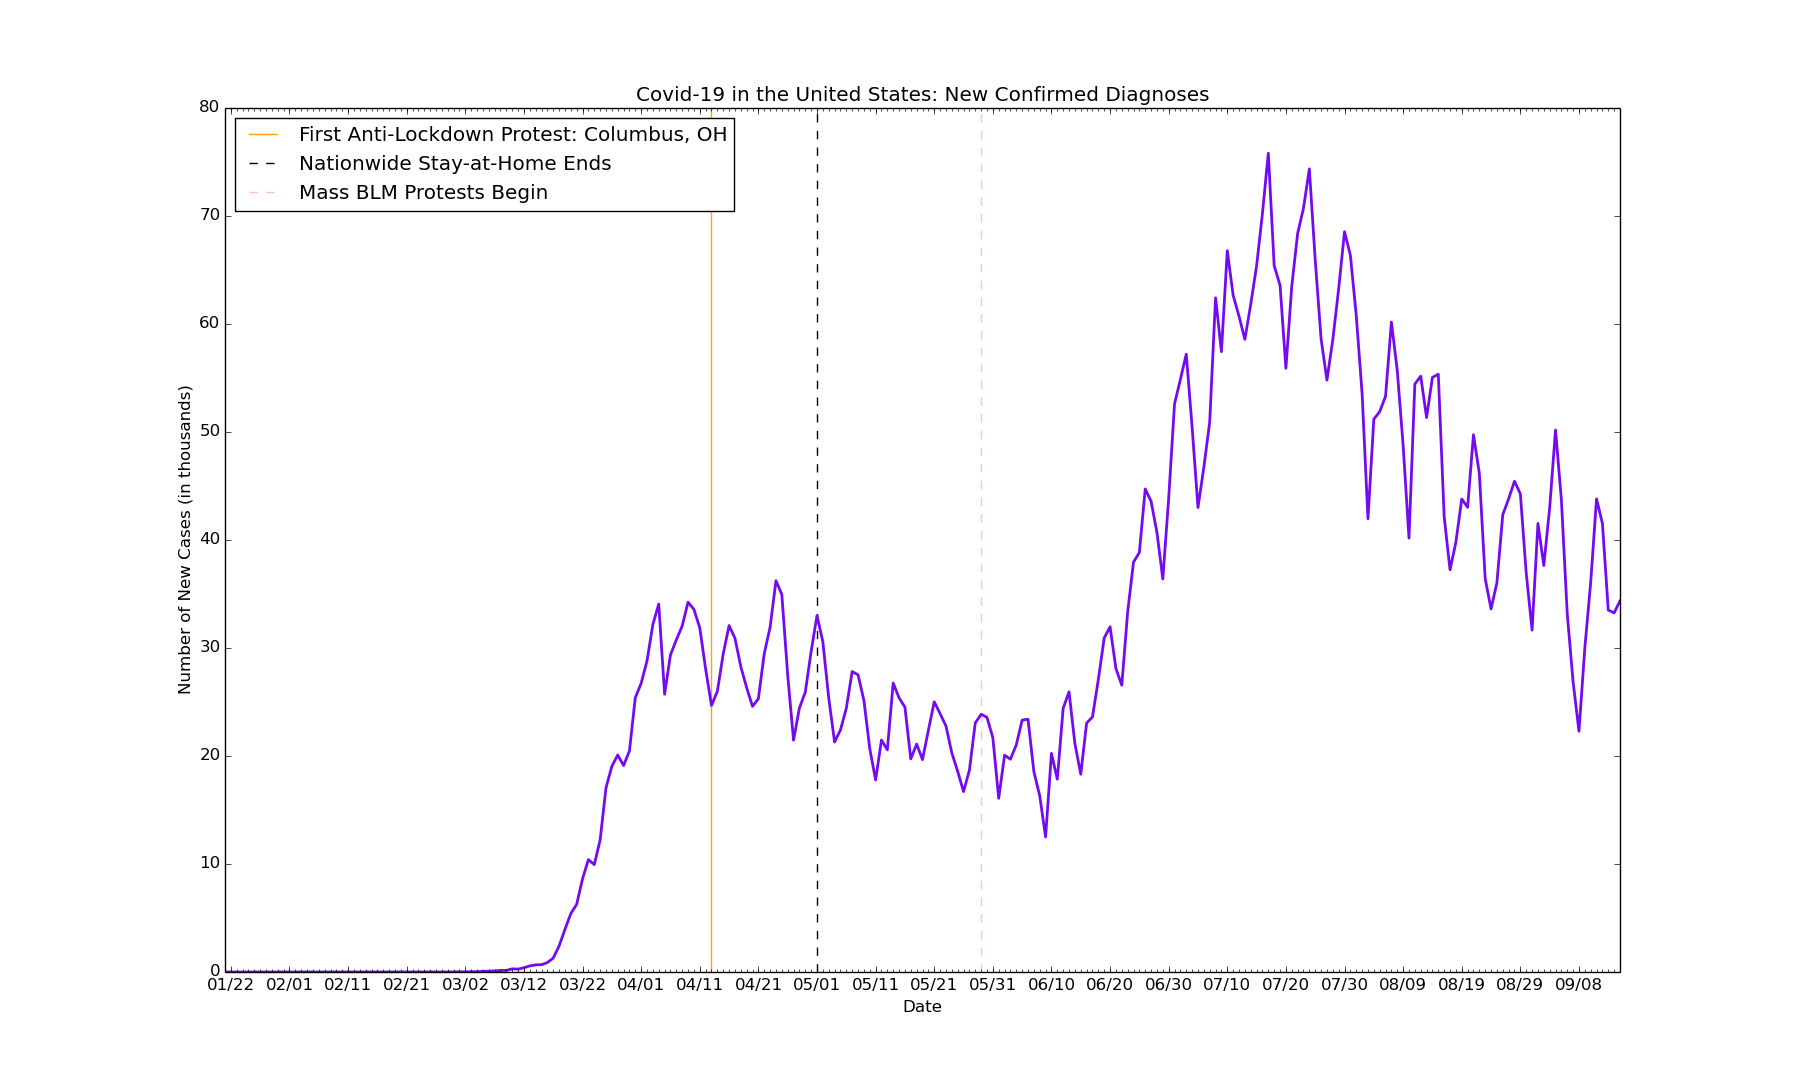 Covid-19 in the United States: New Confirmed Diagnoses
First Anti-Lockdown Protest: Columbus, OH
Nationwide Stay-at-Home Ends
Mass BLM Protests Begin
Number of New Cases (in thousands)
80
70
60
50
40
30
20
10
0
01/22 02/01 02/11 02/21 03/02 03/12 03/22 04/01 04/11 04/21 05/01 05/11 05/21 05/31 06/10 06/20 06/30 07/10 07/20 07/30 08/09 08/19 08/29 09/08
Date